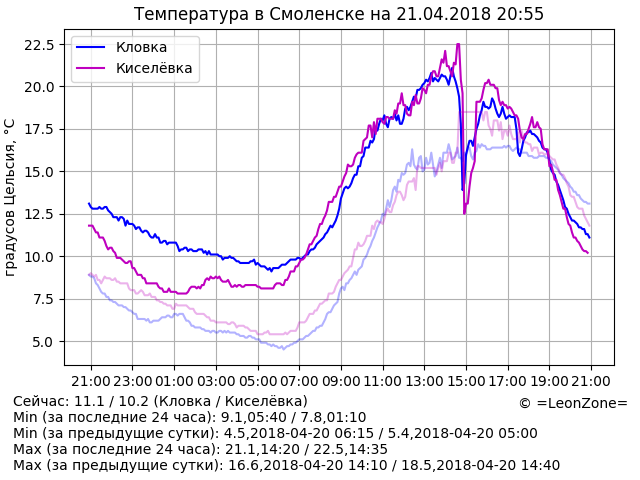 Температура в Смоленске на 21.04.2018 20:55
Кловка
Киселёвка
градусов Цельсия, °C
22.5
20.0
17.5
15.0
12.5
10.0
7.5
5.0
21:00 23:00 01:00 03:00 05:00 07:00 09:00 11:00 13:00 15:00 17:00 19:00 21:00
Сейчас: 11.1 / 10.2 (Кловка / Киселёвка)
© =LeonZone=
Min (за последние 24 часа): 9.1,05:40 / 7.8,01:10
Min (за предыдущие сутки): 4.5,2018-04-20 06:15 / 5.4,2018-04-20 05:00
Max (за последние 24 часа): 21.1,14:20 / 22.5,14:35
Max (за предыдущие сутки): 16.6,2018-04-20 14:10 / 18.5,2018-04-20 14:40